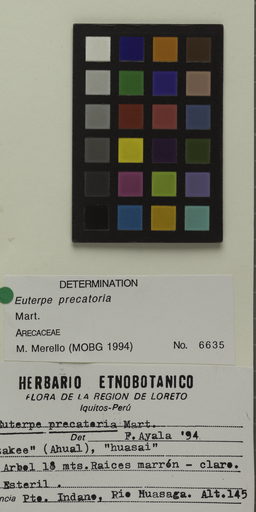 DETERMINATION
Euterpe precatoria
Mart.
ARECACEAE
M. Merello (MOBG 1994) No. 6635
HERBARIO ETNOBOTANICO
FLORA DE LA REGION DE LORETO
Iquitos-Perú
Euterpe precatoria Mart.
Det F. Ayala '94
(Ahual), "huasai"
Arbol 18 mts. Raices marrón - claro.
Esteril .
Pto. Indano, Río Huasaga. Alt.145